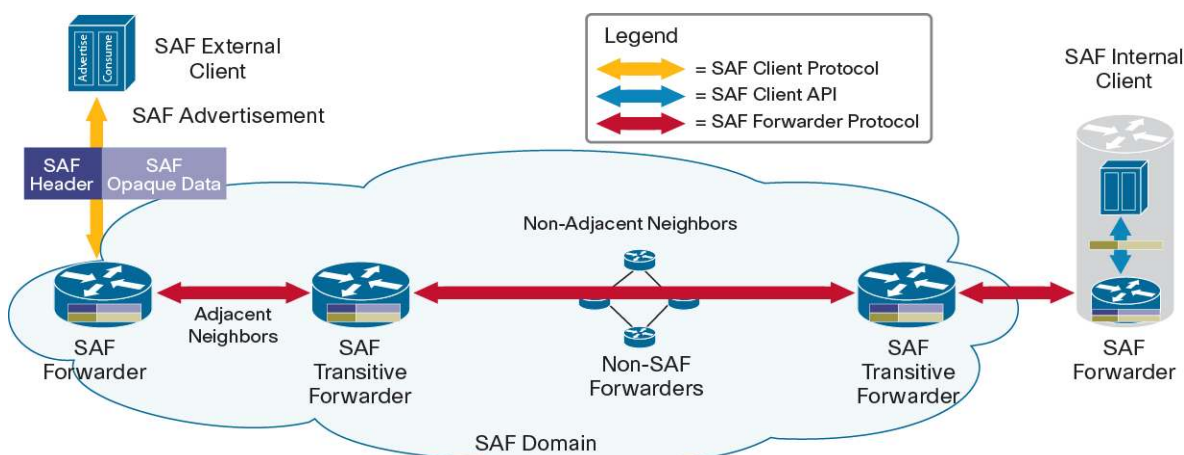 Advertise
Consume
SAF External
Client
SAF Advertisement
SAF
Header
SAF
Opaque Data
Legend
= SAF Client Protocol
= SAF Client API
= SAF Forwarder Protocol
SAF Internal
Client
Non-Adjacent Neighbors
Adjacent
Neighbors
SAF
Forwarder
SAF
Transitive
Forwarder
Non-SAF
Forwarders
SAF
Transitive
Forwarder
SAF
Forwarder
SAF Domain